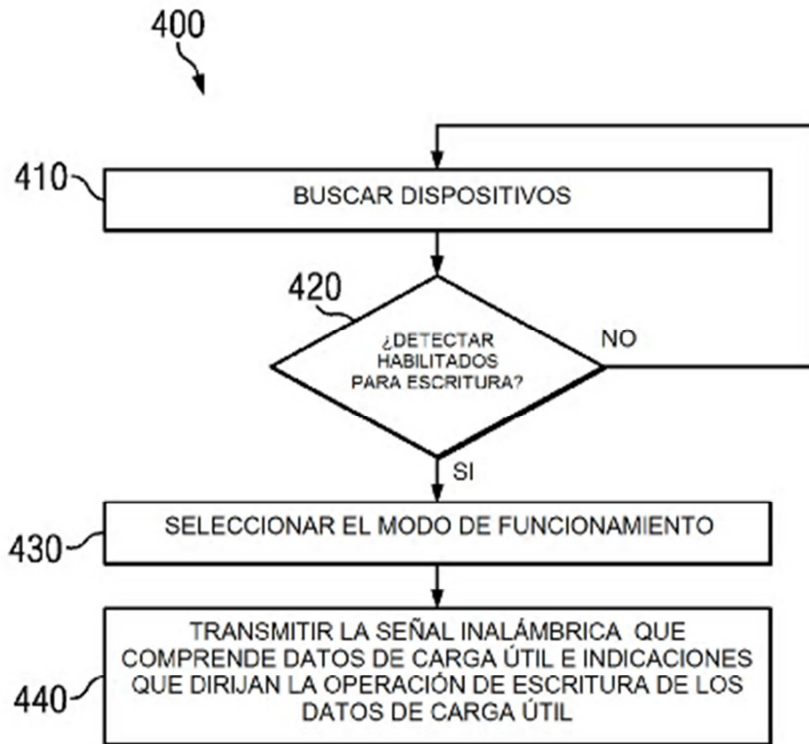 400
410
BUSCAR DISPOSITIVOS
420
¿DETECTAR
HABILITADOS
PARA ESCRITURA?
NO
SI
430
SELECCIONAR EL MODO DE FUNCIONAMIENTO
440
TRANSMITIR LA SEÑAL INALÁMBRICA QUE
COMPRENDE DATOS DE CARGA ÚTIL E INDICACIONES
QUE DIRIJAN LA OPERACIÓN DE ESCRITURA DE LOS
DATOS DE CARGA ÚTIL